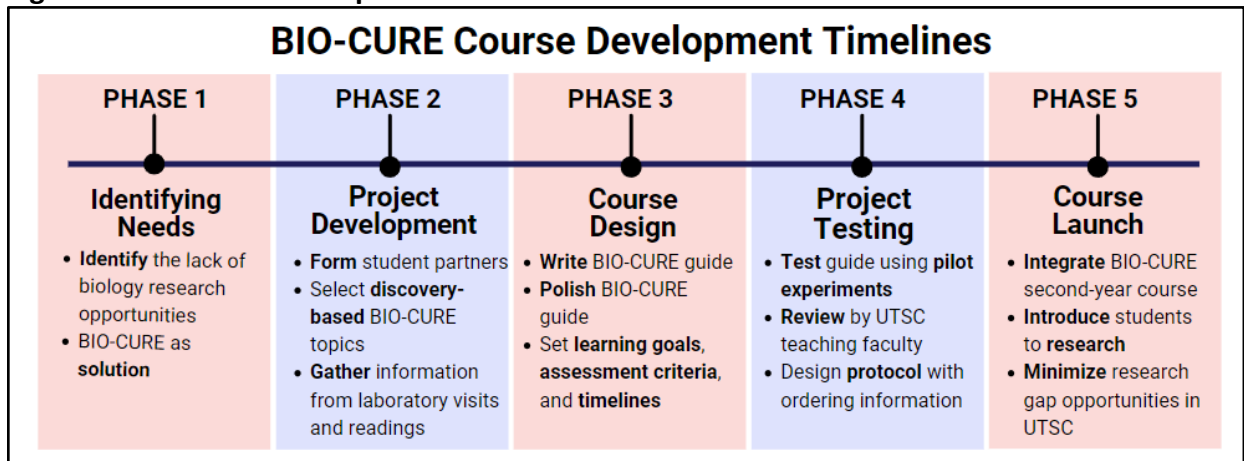 BIO-CURE Course Development Timelines
PHASE 1
Identifying
Needs
• Identify the lack of
biology research
opportunities
• BIO-CURE as
solution
PHASE 2
Project
Development
• Form student partners
• Select discovery-
based BIO-CURE
topics
• Gather information
from laboratory visits
and readings
PHASE 3
Course
Design
• Write BIO-CURE guide
• Polish BIO-CURE
guide
• Set learning goals,
assessment criteria,
and timelines
PHASE 4
Project
Testing
• Test guide using pilot
experiments
• Review by UTSC
teaching faculty
• Design protocol with
ordering information
PHASE 5
Course
Launch
• Integrate BIO-CURE
second-year course
• Introduce students
to research
• Minimize research
gap opportunities in
UTSC